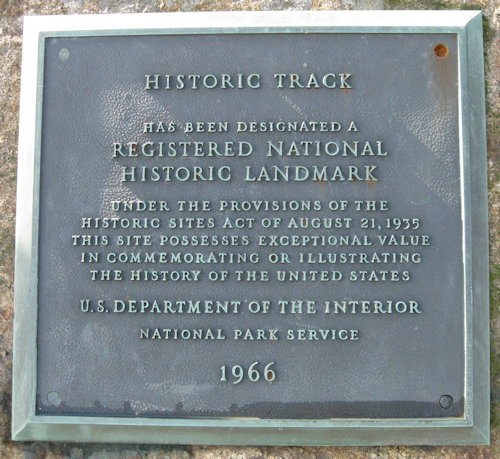 HISTORIC TRACK
HAS BEEN DESIGNATED A
REGISTERED NATIONAL
HISTORIC LANDMARK
UNDER THE PROVISIONS OF THE
HISTORIC SITES ACT OF AUGUST 21, 1935
THIS SITE POSSESSES EXCEPTIONAL VALUE
IN COMMEMORATING OR ILLUSTRATING
THE HISTORY OF THE UNITED STATES
U.S. DEPARTMENT OF THE INTERIOR
NATIONAL PARK SERVICE
1966